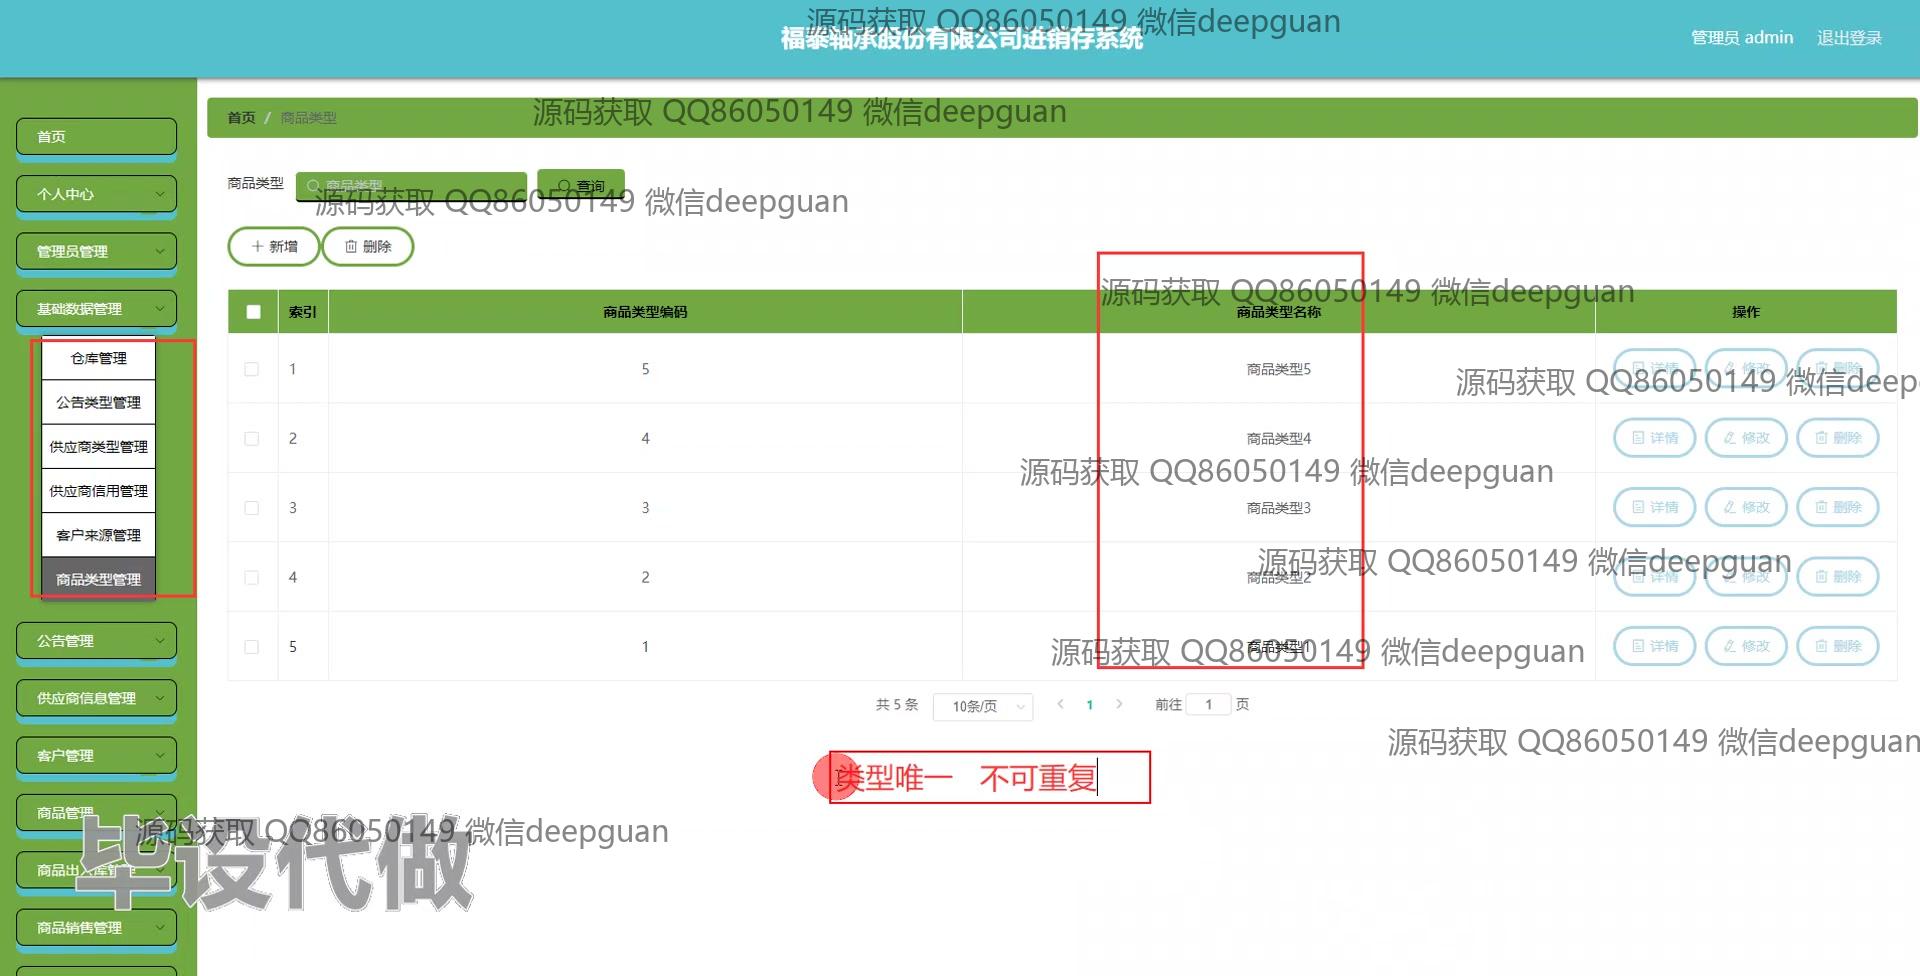 源码获取 QQ86050149 微信deepguan
福泰轴承股份有限公司进销存系统
管理员 admin 退出登录
首页 / 商品类型
源码获取 QQ86050149 微信deepguan
首页
个人中心
管理员管理
基础数据管理
仓库管理
公告类型管理
供应商类型管理
供应商信用管理
客户来源管理
商品类型管理
公告管理
供应商信息管理
客户管理
商品管理
商品出入库管理
商品销售管理
商品类型 商品类型 查询
源码获取 QQ86050149 微信deepguan
新增 删除
源码获取 QQ86050149 微信deepguan
索引 商品类型编码 商品类型名称 操作
1 5 商品类型5 详情 修改 删除
源码获取 QQ86050149 微信deep
2 4 商品类型4 详情 修改 删除
源码获取 QQ86050149 微信deepguan
3 3 商品类型3 详情 修改 删除
源码获取 QQ86050149 微信deepguan
4 2 商品类型2 详情 修改 删除
5 1 商品类型1 详情 修改 删除
源码获取 QQ86050149 微信deepguan
共 5 条 10条/页 1 前往 1 页
源码获取 QQ86050149 微信deepguan
类型唯一 不可重复
源码获取 QQ86050149 微信deepguan
毕设代做